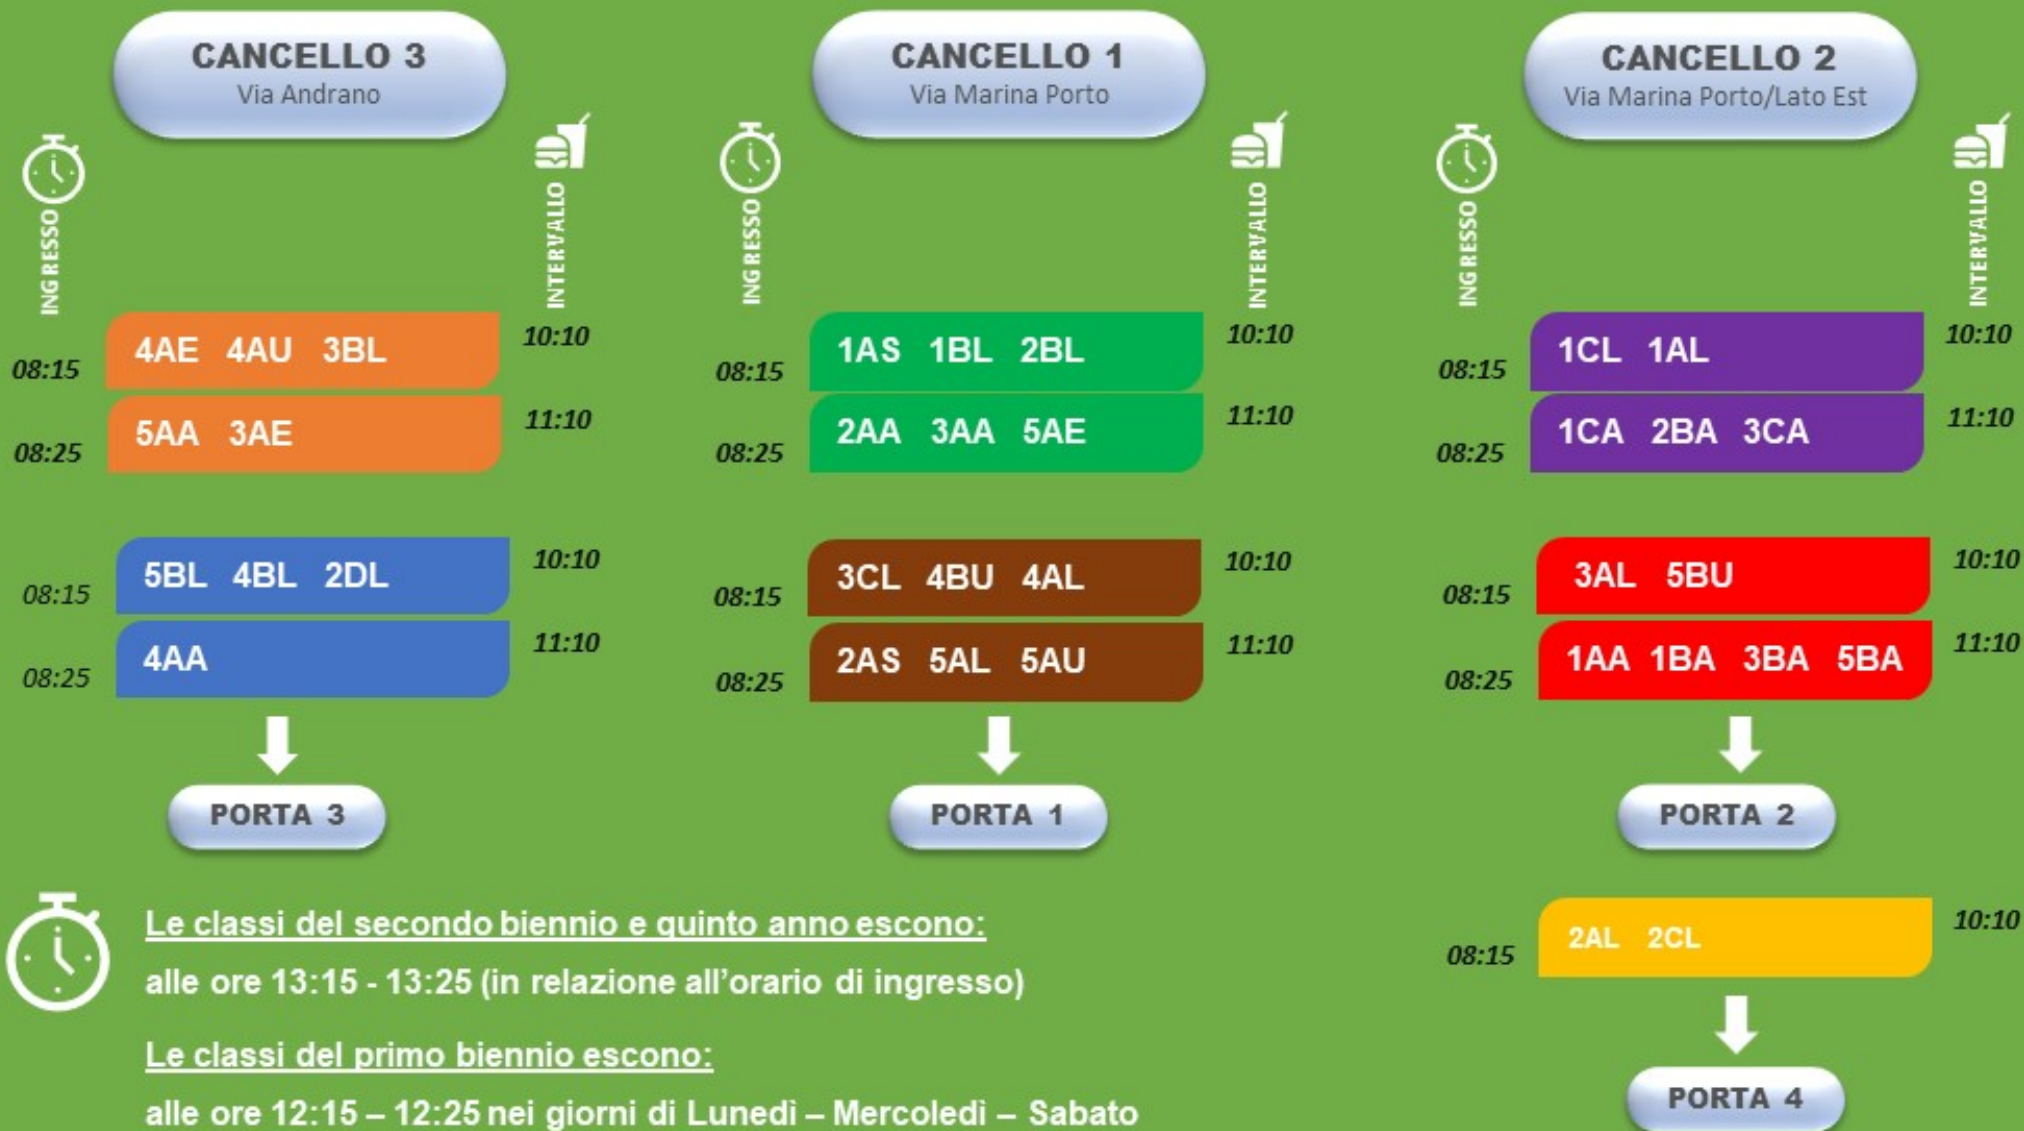 CANCELLO 3
Via Andrano
INGRESSO
INTERVALLO
08:15
4AE 4AU 3BL
10:10
08:25
5AA 3AE
11:10
08:15
5BL 4BL 2DL
10:10
08:25
4AA
11:10
PORTA 3
CANCELLO 1
Via Marina Porto
INGRESSO
INTERVALLO
08:15
1AS 1BL 2BL
10:10
08:25
2AA 3AA 5AE
11:10
08:15
3CL 4BU 4AL
10:10
08:25
2AS 5AL 5AU
11:10
PORTA 1
CANCELLO 2
Via Marina Porto/Lato Est
INGRESSO
INTERVALLO
08:15
1CL 1AL
10:10
08:25
1CA 2BA 3CA
11:10
08:15
3AL 5BU
10:10
08:25
1AA 1BA 3BA 5BA
11:10
PORTA 2
08:15
2AL 2CL
10:10
PORTA 4
Le classi del secondo biennio e quinto anno escono:
alle ore 13:15 - 13:25 (in relazione all'orario di ingresso)
Le classi del primo biennio escono:
alle ore 12:15 – 12:25 nei giorni di Lunedì – Mercoledì – Sabato